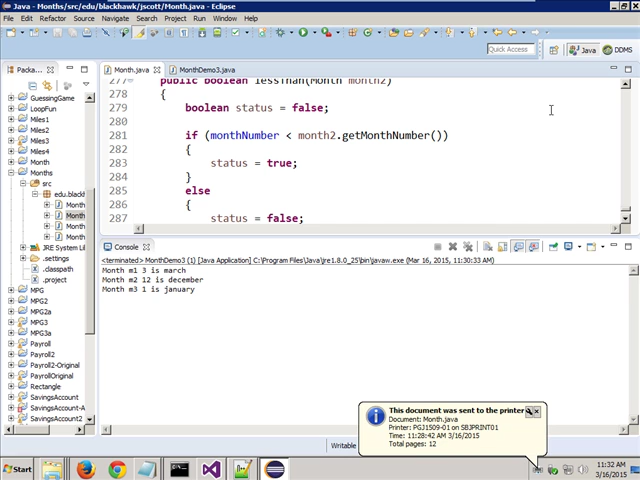 Java - Months/src/edu/blackhawk/jscott/Month.java - Eclipse
File Edit Refactor Source Navigate Search Project Run Window Help
Quick Access
Java
DDMS
Packa...
GuessingGame
LoopFun
Miles1
Miles2
Miles3
Miles4
Month
Months
src
edu.blackh
Month
Month
Month
Month
JRE System Lib
.settings
.classpath
.project
MPG
MPG2
MPG2a
MPG3
MPG3a
Payroll
Payroll2
Payroll2-Original
PayrollOriginal
Rectangle
SavingsAccount
SavingsAccount-A
SavingsAccount2
Month.java
MonthDemo3.java
277 public boolean lessThan(Month month2)
278 {
279 boolean status = false;
280
281 if (monthNumber < month2.getMonthNumber())
282 {
283 status = true;
284 }
285 else
286 {
287 status = false;
Console
<terminated> MonthDemo3 (1) [Java Application] C:\Program Files\Java\jre1.8.0_25\bin\javaw.exe (Mar 16, 2015, 11:30:33 AM)
Month m1 3 is march
Month m2 12 is december
Month m3 1 is january
Writable
This document was sent to the printer
Document: Month.java
Printer: PGJ1509-01 on SBJPRINT01
Time: 11:28:42 AM 3/16/2015
Total pages: 12
Start
11:32 AM
3/16/2015